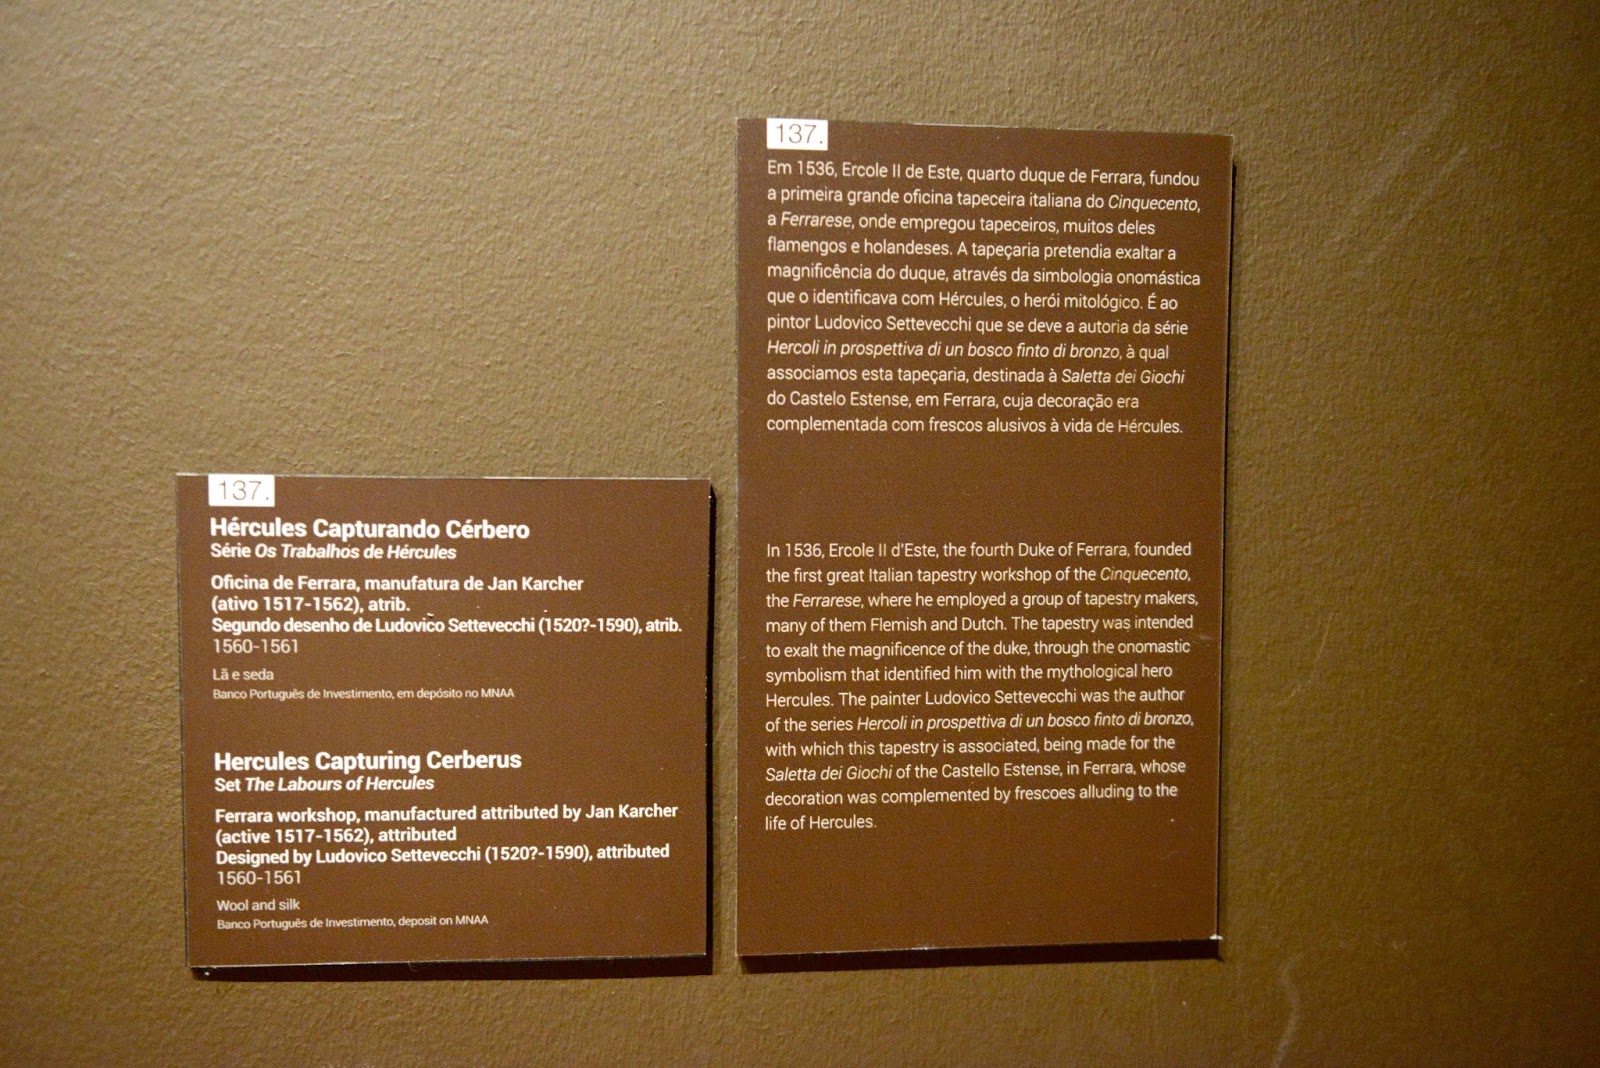 137.
Hércules Capturando Cérbero
Série Os Trabalhos de Hércules
Oficina de Ferrara, manufatura de Jan Karcher
(ativo 1517-1562), atrib.
Segundo desenho de Ludovico Settevecchi (1520?-1590), atrib.
1560-1561
Lã e seda
Banco Português de Investimento, em depósito no MNAA
Hercules Capturing Cerberus
Set The Labours of Hercules
Ferrara workshop, manufactured attributed by Jan Karcher
(active 1517-1562), attributed
Designed by Ludovico Settevecchi (1520?-1590), attributed
1560-1561
Wool and silk
Banco Português de Investimento, deposit on MNAA
137.
Em 1536, Ercole II de Este, quarto duque de Ferrara, fundou
a primeira grande oficina tapeceira italiana do Cinquecento,
a Ferrarese, onde empregou tapeceiros, muitos deles
flamengos e holandeses. A tapeçaria pretendia exaltar a
magnificência do duque, através da simbologia onomástica
que o identificava com Hércules, o herói mitológico. É ao
pintor Ludovico Settevecchi que se deve a autoria da série
Hercoli in prospettiva di un bosco finto di bronzo, à qual
associamos esta tapeçaria, destinada à Saletta dei Giochi
do Castelo Estense, em Ferrara, cuja decoração era
complementada com frescos alusivos à vida de Hércules.
In 1536, Ercole II d'Este, the fourth Duke of Ferrara, founded
the first great Italian tapestry workshop of the Cinquecento,
the Ferrarese, where he employed a group of tapestry makers,
many of them Flemish and Dutch. The tapestry was intended
to exalt the magnificence of the duke, through the onomastic
symbolism that identified him with the mythological hero
Hercules. The painter Ludovico Settevecchi was the author
of the series Hercoli in prospettiva di un bosco finto di bronzo,
with which this tapestry is associated, being made for the
Saletta dei Giochi of the Castello Estense, in Ferrara, whose
decoration was complemented by frescoes alluding to the
life of Hercules.